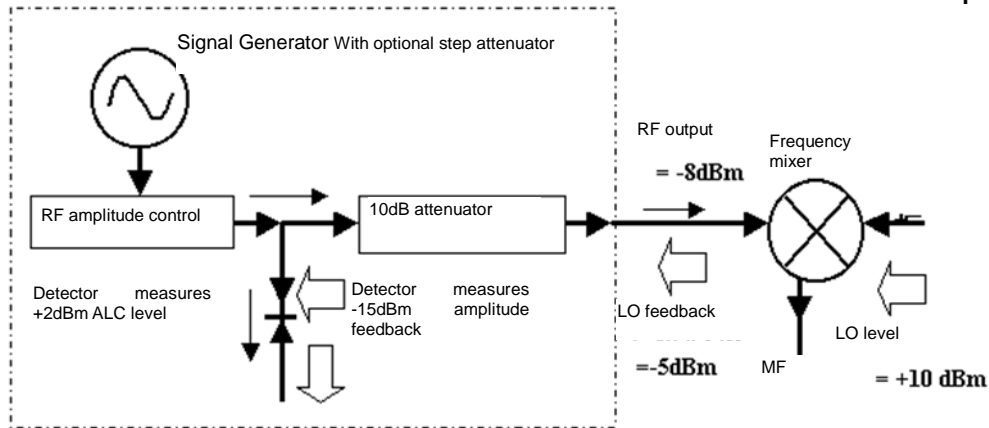 Signal Generator With optional step attenuator
RF output
= -8dBm
Frequency
mixer
RF amplitude control
10dB attenuator
Detector measures
+2dBm ALC level
Detector measures
-15dBm amplitude
feedback
LO feedback
=-5dBm
MF
LO level
= +10 dBm